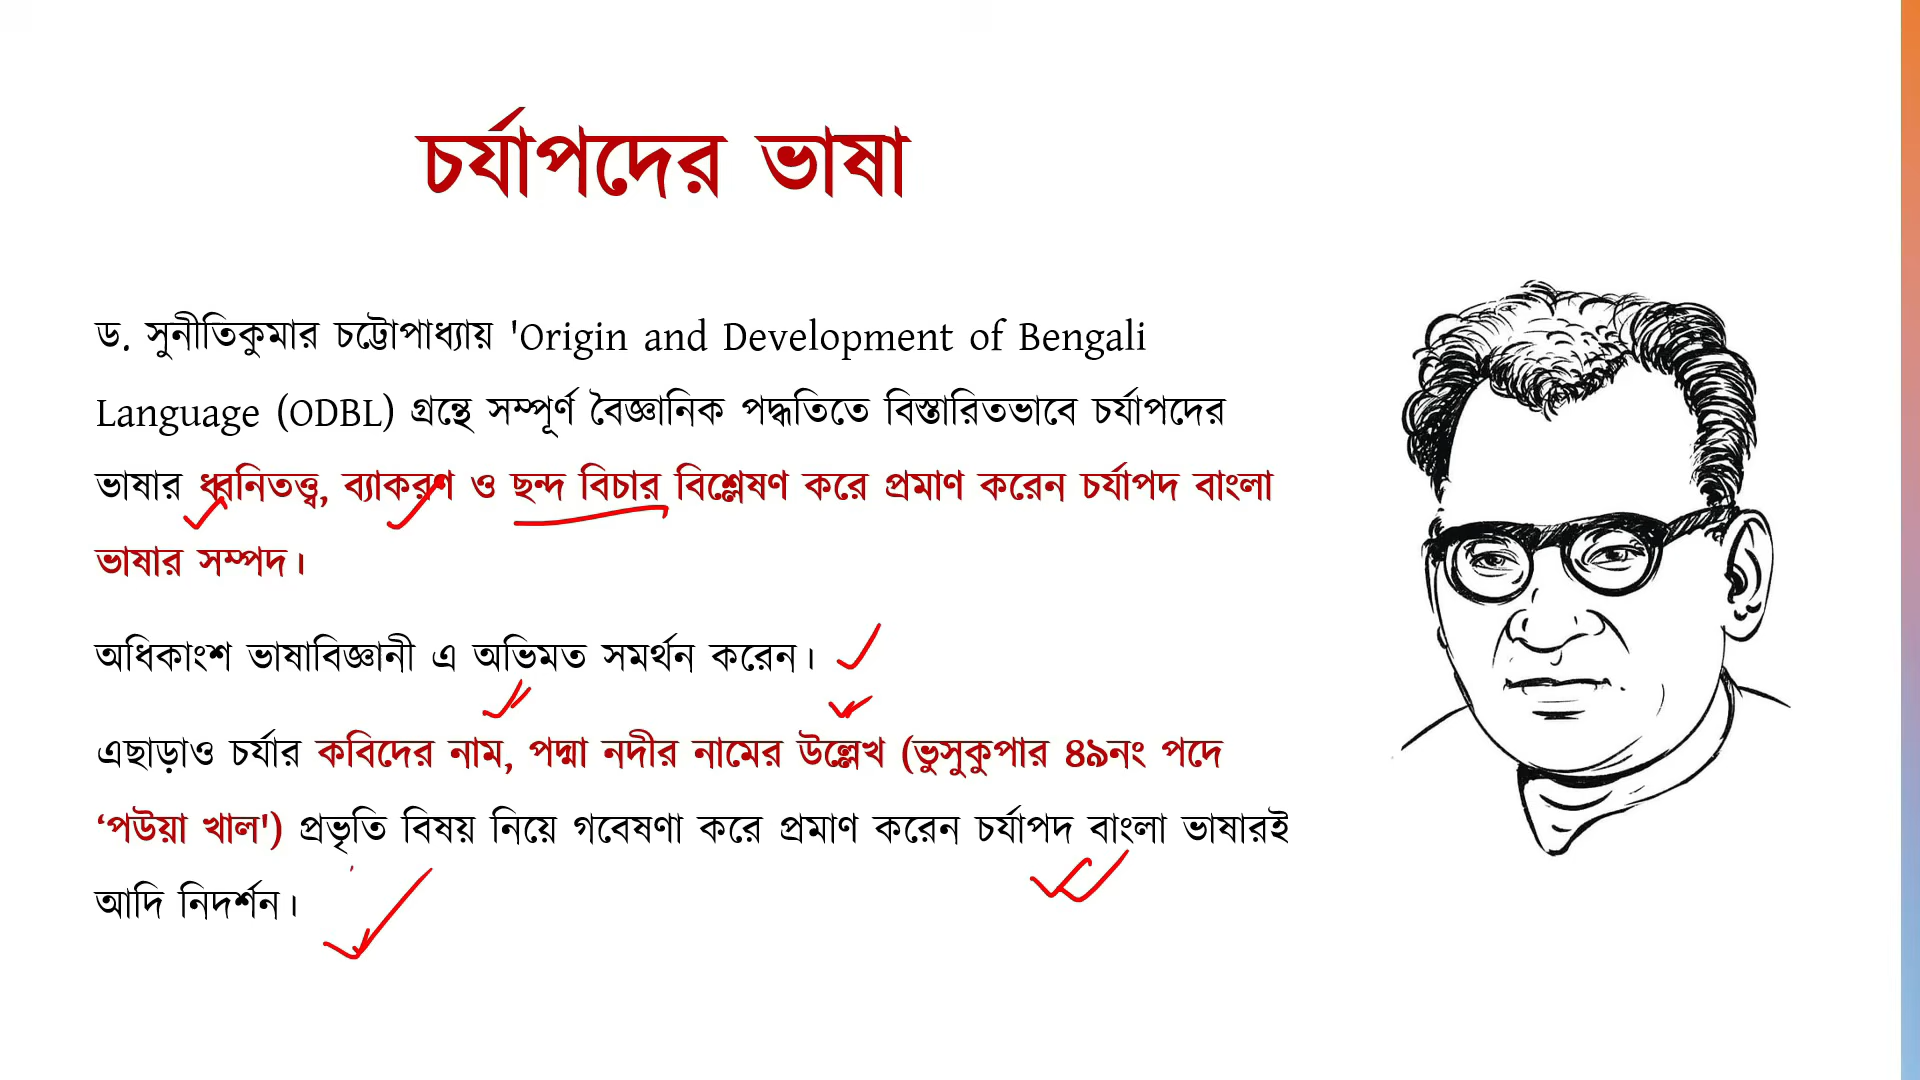 চর্যাপদের ভাষা
ড. সুনীতিকুমার চট্টোপাধ্যায় 'Origin and Development of Bengali
Language (ODBL) গ্রন্থে সম্পূর্ণ বৈজ্ঞানিক পদ্ধতিতে বিস্তারিতভাবে চর্যাপদের
ভাষার ধ্বনিতত্ত্ব, ব্যাকরণ ও ছন্দ বিচার বিশ্লেষণ করে প্রমাণ করেন চর্যাপদ বাংলা
ভাষার সম্পদ।
অধিকাংশ ভাষাবিজ্ঞানী এ অভিমত সমর্থন করেন।
এছাড়াও চর্যার কবিদের নাম, পদ্মা নদীর নামের উল্লেখ (ভুসুকুপার ৪৯নং পদে
‘পউয়া খাল') প্রভৃতি বিষয় নিয়ে গবেষণা করে প্রমাণ করেন চর্যাপদ বাংলা ভাষারই
আদি নিদর্শন।